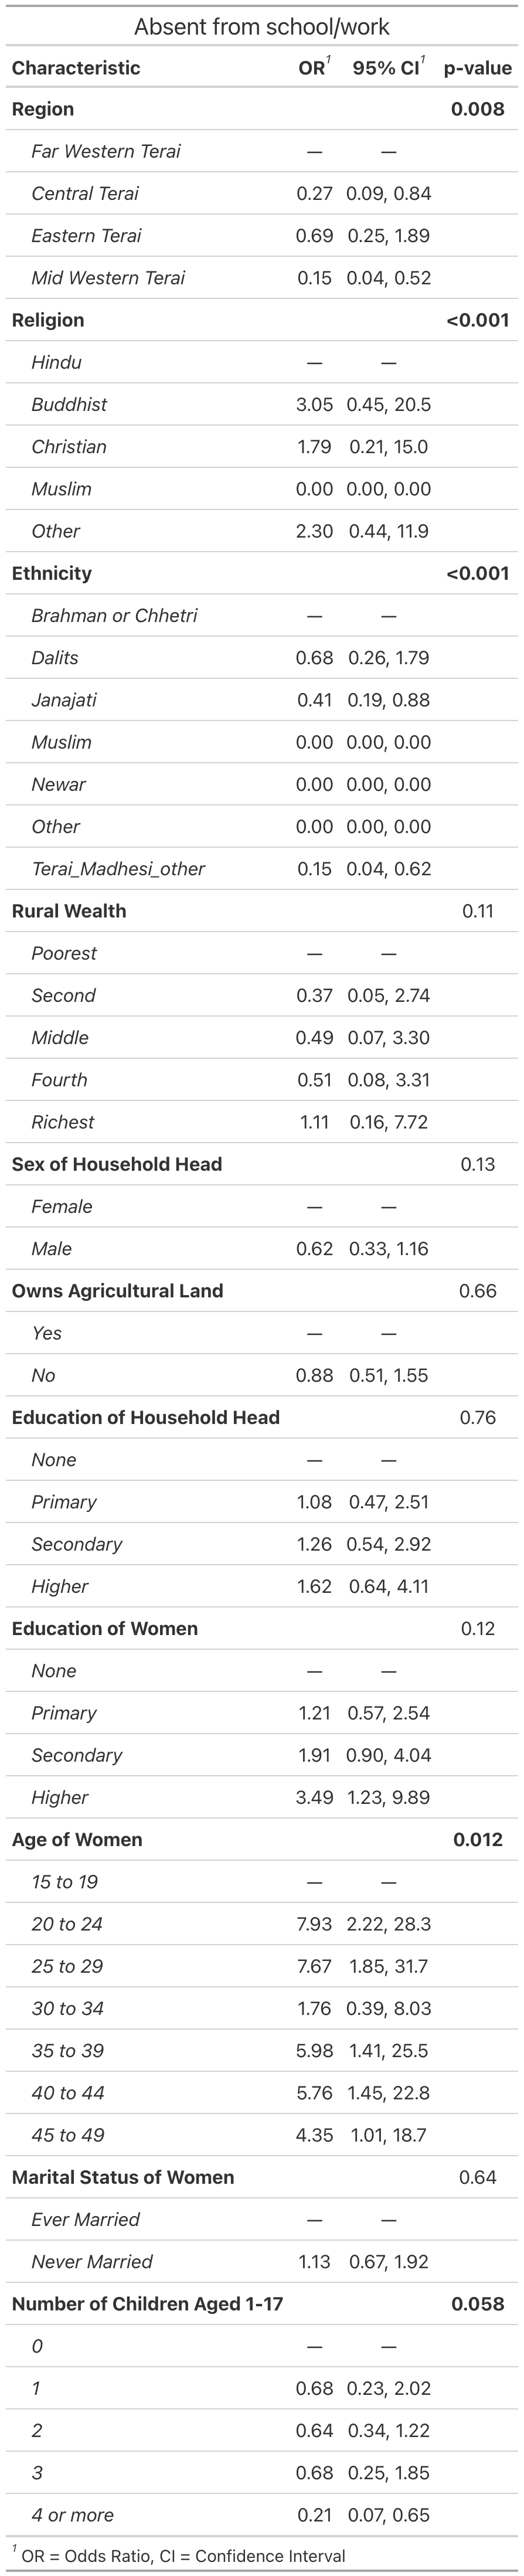 Absent from school/work
Characteristic OR1 95% CI1 p-value
Region 0.008
Far Western Terai — —
Central Terai 0.27 0.09, 0.84
Eastern Terai 0.69 0.25, 1.89
Mid Western Terai 0.15 0.04, 0.52
Religion <0.001
Hindu — —
Buddhist 3.05 0.45, 20.5
Christian 1.79 0.21, 15.0
Muslim 0.00 0.00, 0.00
Other 2.30 0.44, 11.9
Ethnicity <0.001
Brahman or Chhetri — —
Dalits 0.68 0.26, 1.79
Janajati 0.41 0.19, 0.88
Muslim 0.00 0.00, 0.00
Newar 0.00 0.00, 0.00
Other 0.00 0.00, 0.00
Terai_Madhesi_other 0.15 0.04, 0.62
Rural Wealth 0.11
Poorest — —
Second 0.37 0.05, 2.74
Middle 0.49 0.07, 3.30
Fourth 0.51 0.08, 3.31
Richest 1.11 0.16, 7.72
Sex of Household Head 0.13
Female — —
Male 0.62 0.33, 1.16
Owns Agricultural Land 0.66
Yes — —
No 0.88 0.51, 1.55
Education of Household Head 0.76
None — —
Primary 1.08 0.47, 2.51
Secondary 1.26 0.54, 2.92
Higher 1.62 0.64, 4.11
Education of Women 0.12
None — —
Primary 1.21 0.57, 2.54
Secondary 1.91 0.90, 4.04
Higher 3.49 1.23, 9.89
Age of Women 0.012
15 to 19 — —
20 to 24 7.93 2.22, 28.3
25 to 29 7.67 1.85, 31.7
30 to 34 1.76 0.39, 8.03
35 to 39 5.98 1.41, 25.5
40 to 44 5.76 1.45, 22.8
45 to 49 4.35 1.01, 18.7
Marital Status of Women 0.64
Ever Married — —
Never Married 1.13 0.67, 1.92
Number of Children Aged 1-17 0.058
0 — —
1 0.68 0.23, 2.02
2 0.64 0.34, 1.22
3 0.68 0.25, 1.85
4 or more 0.21 0.07, 0.65
1 OR = Odds Ratio, CI = Confidence Interval